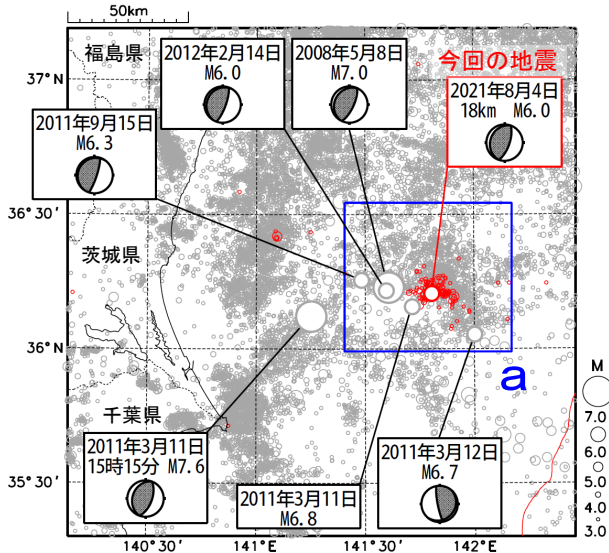 50km
福島県
37°N
2012年2月14日
M6.0
2008年5月8日
M7.0
今回の地震
2021年8月4日
18km M6.0
2011年9月15日
M6.3
36°30′
茨城県
36°N
a
千葉県
2011年3月11日
15時15分 M7.6
2011年3月11日
M6.8
2011年3月12日
M6.7
35°30′
M
7.0
6.0
5.0
4.0
3.0
140°30′
141°E
141°30′
142°E